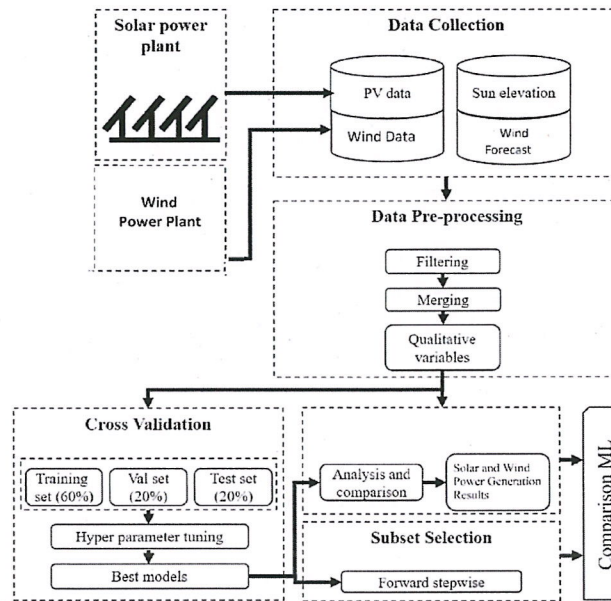 Solar power
plant
Wind
Power Plant
Data Collection
PV data
Wind Data
Sun elevation
Wind
Forecast
Data Pre-processing
Filtering
Merging
Qualitative
variables
Cross Validation
Training
set (60%)
Val set
(20%)
Test set
(20%)
Hyper parameter tuning
Best models
Analysis and
comparison
Solar and Wind
Power Generation
Results
Subset Selection
Forward stepwise
Comparison ML